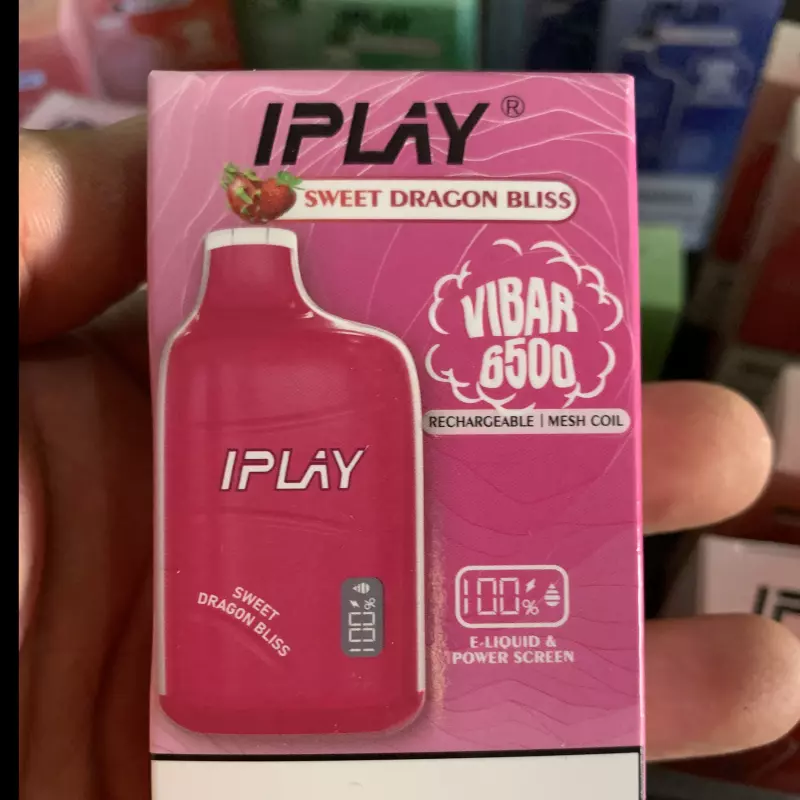 IPLAY®
SWEET DRAGON BLISS
VIBAR
6500
RECHARGEABLE | MESH COIL
IPLAY
SWEET
DRAGON BLISS
100%
100%
E-LIQUID &
POWER SCREEN